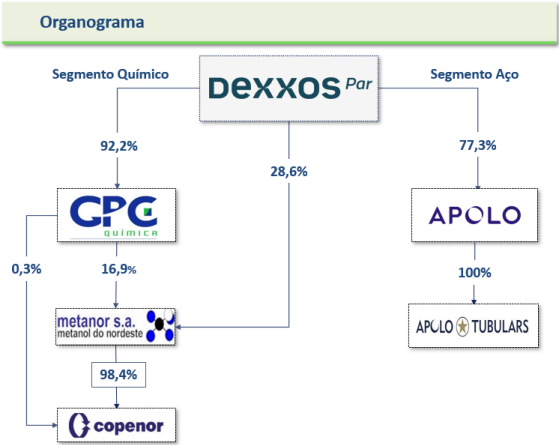 Organograma
Segmento Químico
Dexxos Par
Segmento Aço
92,2%
28,6%
77,3%
GPC
QUÍMICA
APOLO
0,3%
16,9%
100%
metanor s.a.
metanol do nordeste
APOLO TUBULARS
98,4%
copenor